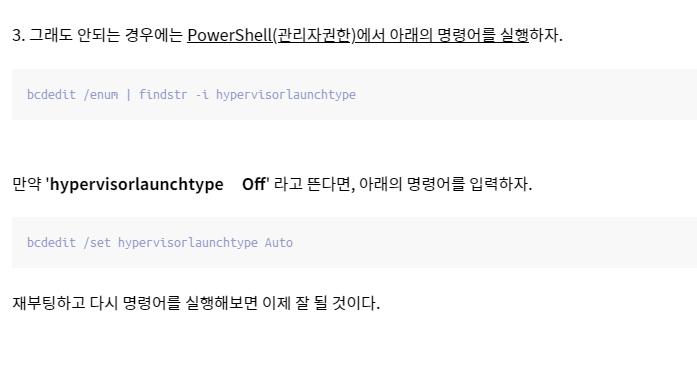 3. 그래도 안되는 경우에는 PowerShell(관리자권한)에서 아래의 명령어를 실행하자.
bcdedit /enum | findstr -i hypervisorlaunchtype
만약 'hypervisorlaunchtype    Off' 라고 뜬다면, 아래의 명령어를 입력하자.
bcdedit /set hypervisorlaunchtype Auto
재부팅하고 다시 명령어를 실행해보면 이제 잘 될 것이다.